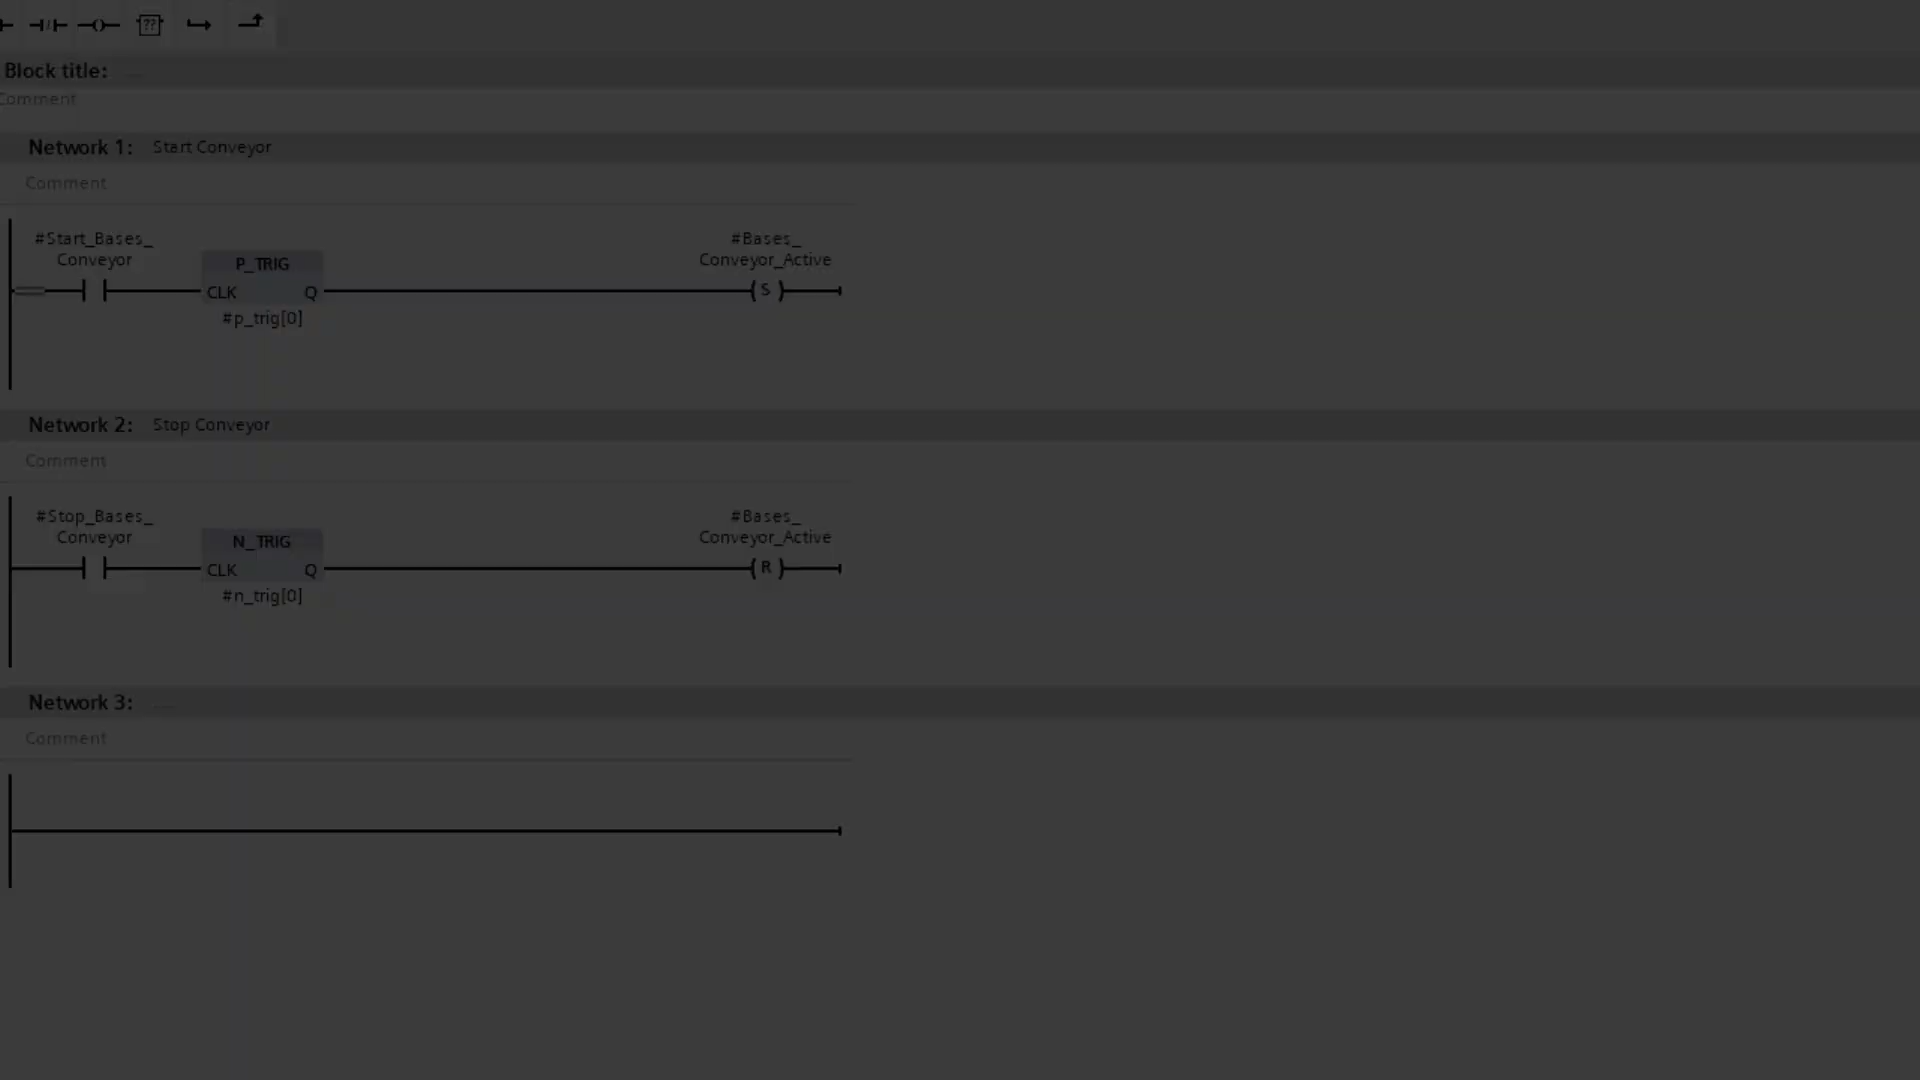 ??
Block title:
Comment
Network 1: Start Conveyor
Comment
#Start_Bases_
Conveyor
P_TRIG
CLK Q
#p_trig[0]
#Bases_
Conveyor_Active
( S )
Network 2: Stop Conveyor
Comment
#Stop_Bases_
Conveyor
N_TRIG
CLK Q
#n_trig[0]
#Bases_
Conveyor_Active
( R )
Network 3:
Comment